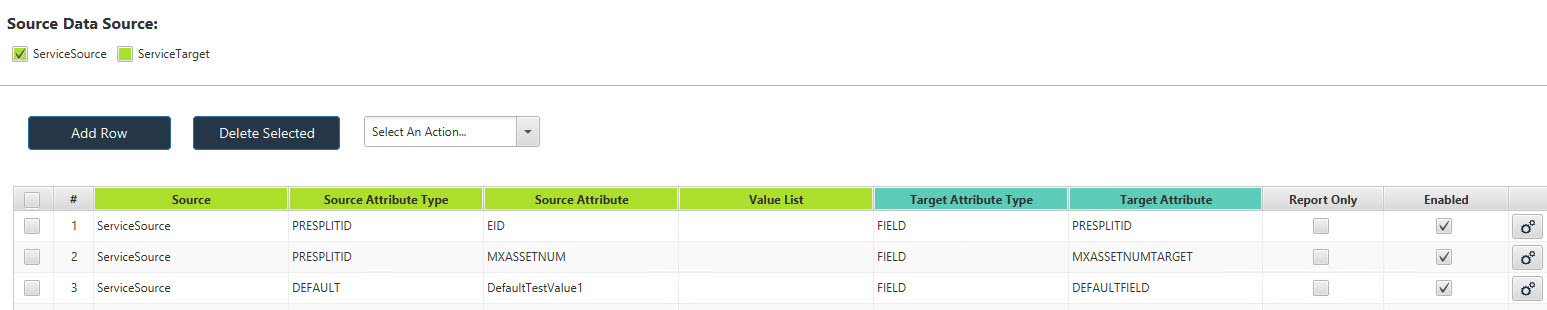 Source Data Source:
ServiceSource ServiceTarget
Add Row Delete Selected Select An Action...
# Source Source Attribute Type Source Attribute Value List Target Attribute Type Target Attribute Report Only Enabled
1 ServiceSource PRESPLITID EID FIELD PRESPLITID
2 ServiceSource PRESPLITID MXASSETNUM FIELD MXASSETNUMTARGET
3 ServiceSource DEFAULT DefaultTestValue1 FIELD DEFAULTFIELD